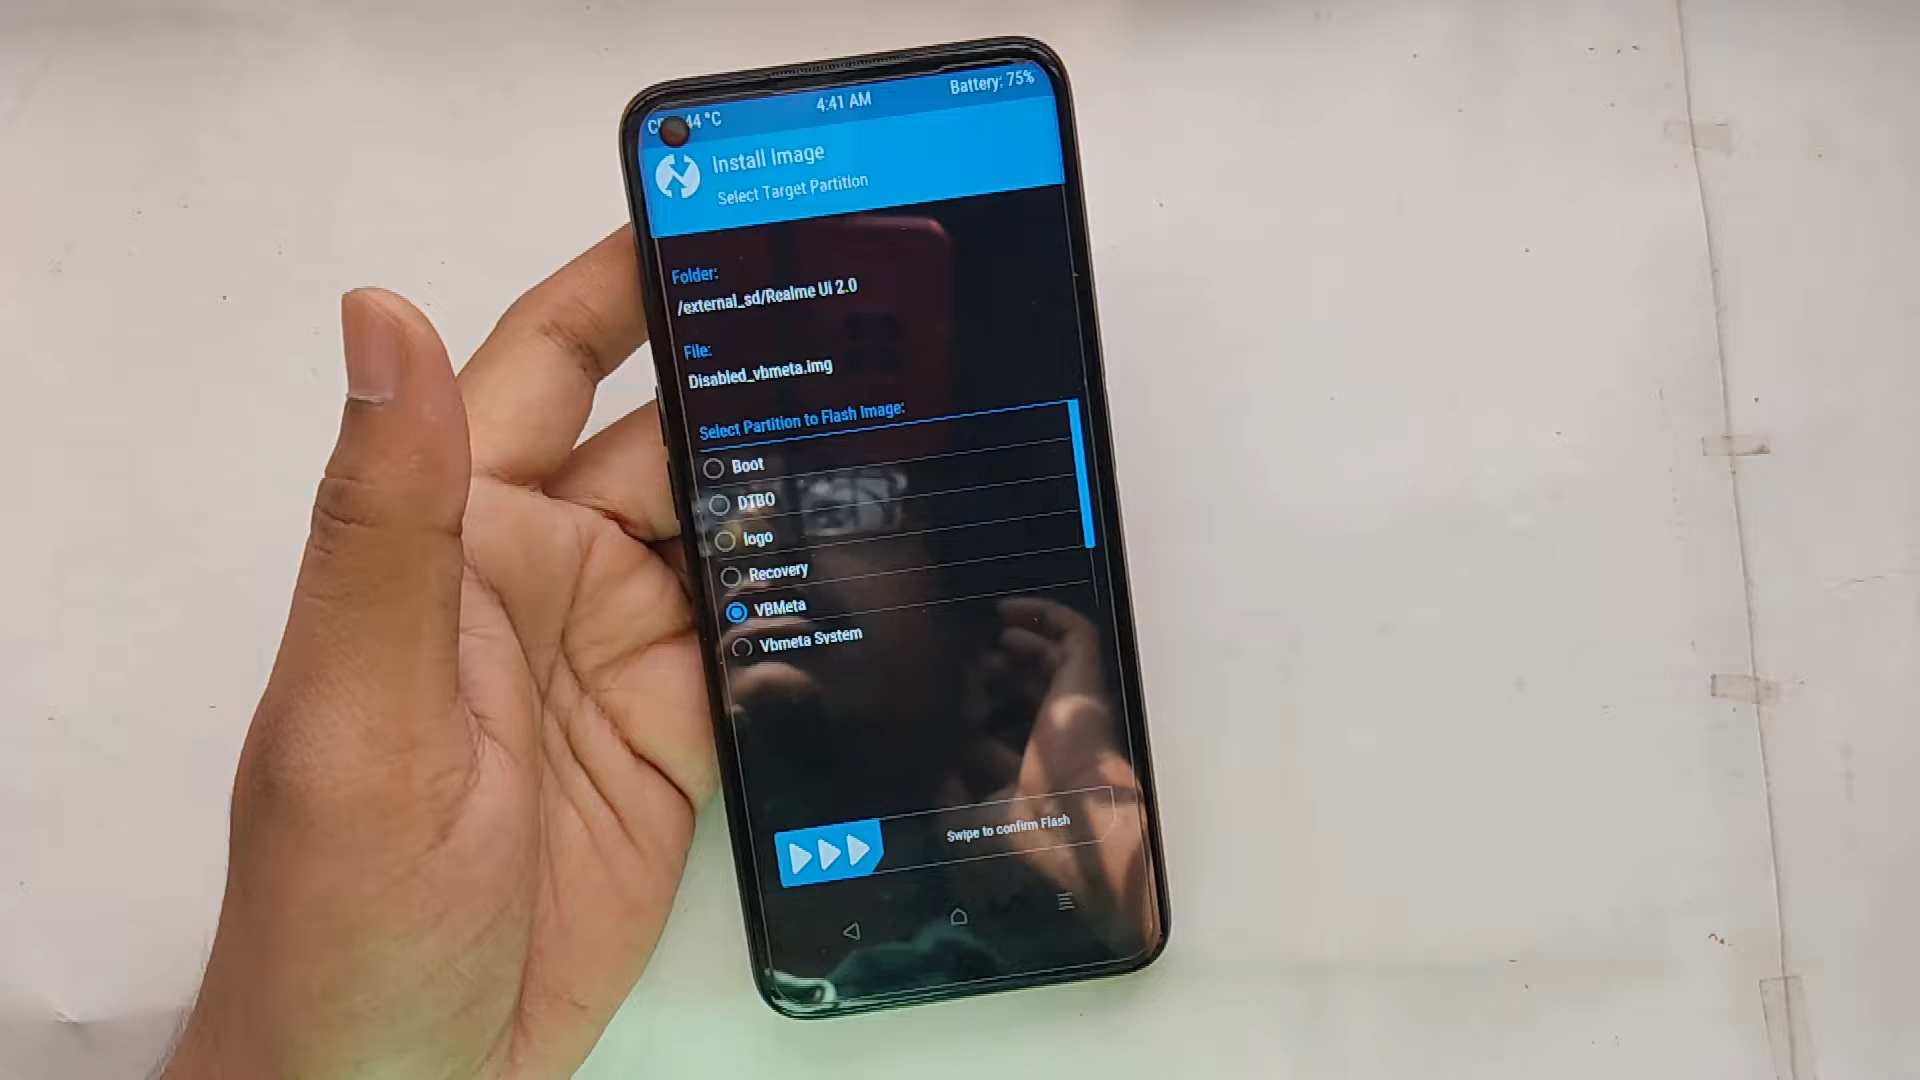 44 °C 4:41 AM Battery: 75%
Install Image
Select Target Partition
Folder:
/external_sd/Realme UI 2.0
File:
Disabled_vbmeta.img
Select Partition to Flash Image:
Boot
DTBO
logo
Recovery
VBMeta
Vbmeta System
Swipe to confirm Flash